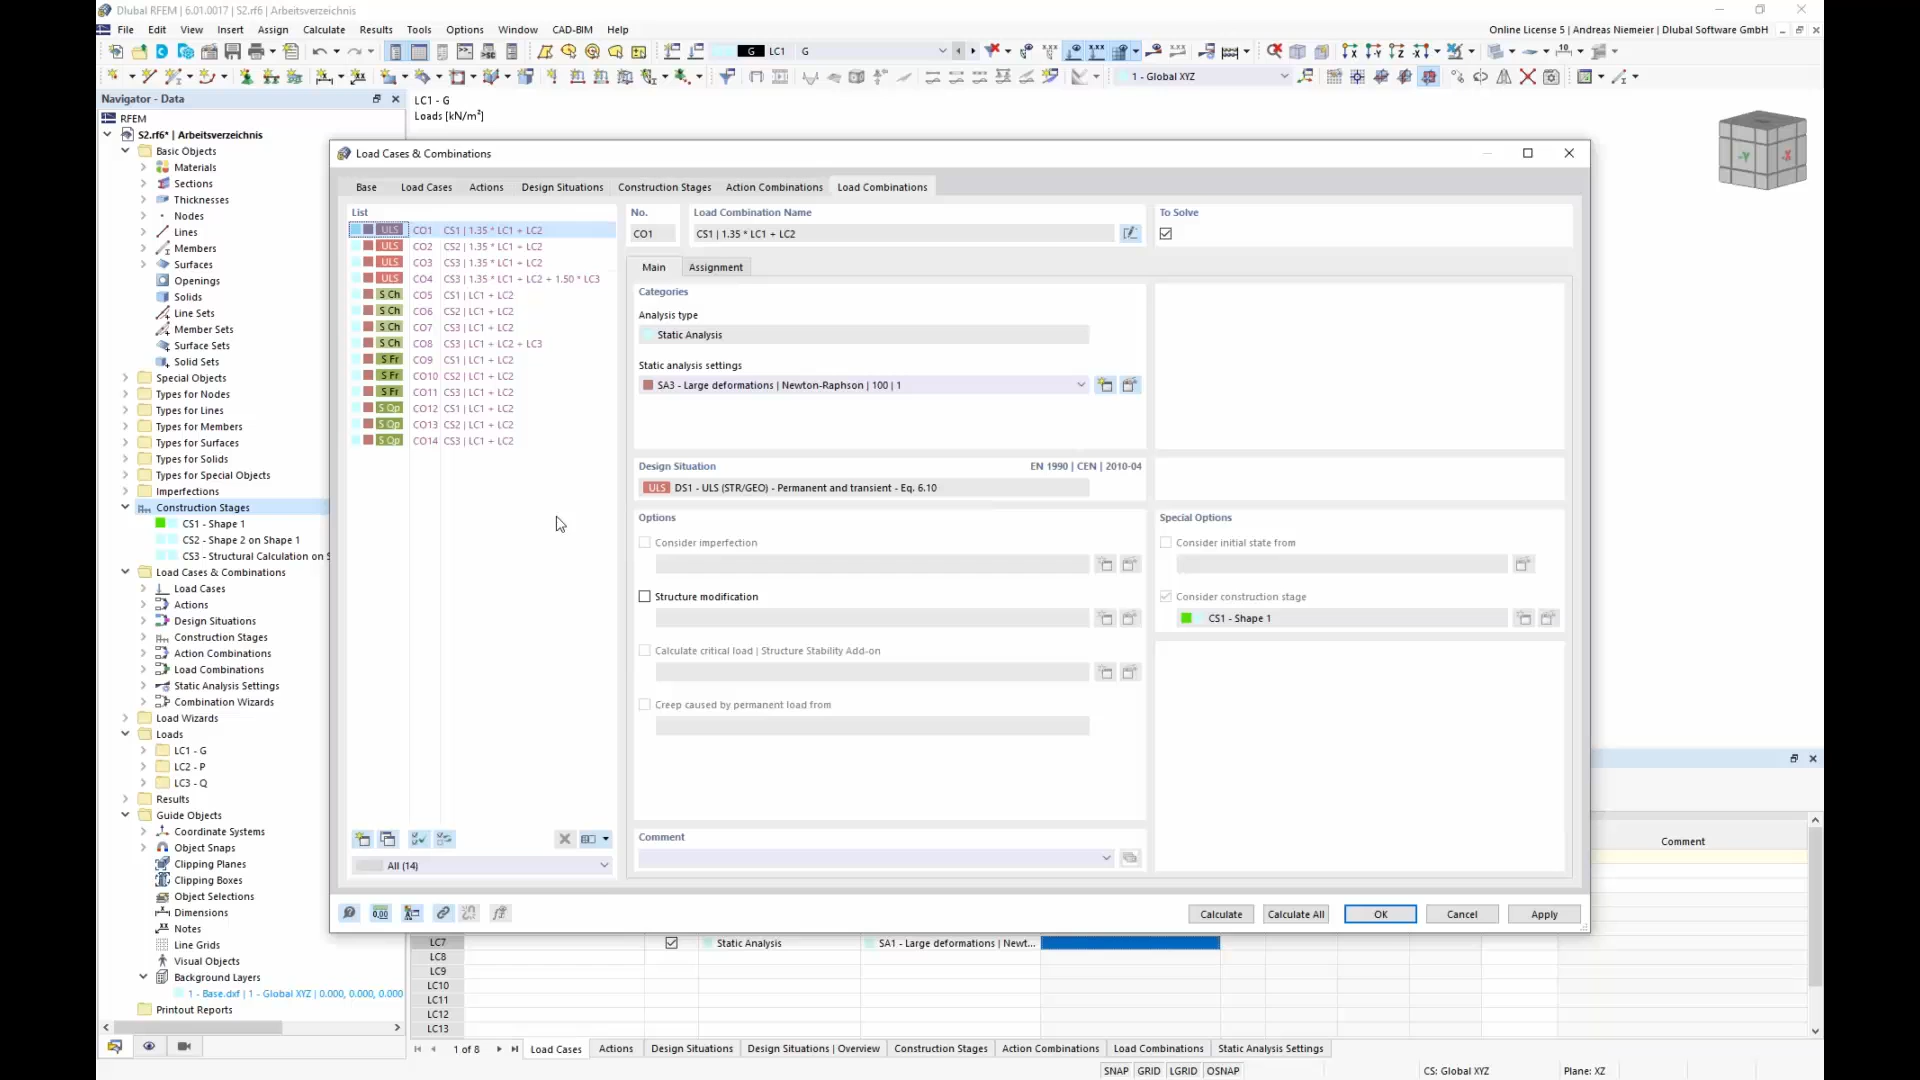 Dlubal RFEM | 6.01.0017 | S2.rf6 | Arbeitsverzeichnis
File Edit View Insert Assign Calculate Results Tools Options Window CAD-BIM Help
Online License 5 | Andreas Niemeier | Dlubal Software GmbH
G LC1 G
1 - Global XYZ
Navigator - Data
RFEM
S2.rf6* | Arbeitsverzeichnis
Basic Objects
Materials
Sections
Thicknesses
Nodes
Lines
Members
Surfaces
Openings
Solids
Line Sets
Member Sets
Surface Sets
Solid Sets
Special Objects
Types for Nodes
Types for Lines
Types for Members
Types for Surfaces
Types for Solids
Types for Special Objects
Imperfections
Construction Stages
CS1 - Shape 1
CS2 - Shape 2 on Shape 1
CS3 - Structural Calculation on S
Load Cases & Combinations
Load Cases
Actions
Design Situations
Construction Stages
Action Combinations
Load Combinations
Static Analysis Settings
Combination Wizards
Load Wizards
Loads
LC1 - G
LC2 - P
LC3 - Q
Results
Guide Objects
Coordinate Systems
Object Snaps
Clipping Planes
Clipping Boxes
Object Selections
Dimensions
Notes
Line Grids
Visual Objects
Background Layers
1 - Base.dxf | 1 - Global XYZ | 0.000, 0.000, 0.000
Printout Reports
LC1 - G
Loads [kN/m²]
-Y -X
Load Cases & Combinations
Base Load Cases Actions Design Situations Construction Stages Action Combinations Load Combinations
List
ULS CO1 CS1 | 1.35 * LC1 + LC2
ULS CO2 CS2 | 1.35 * LC1 + LC2
ULS CO3 CS3 | 1.35 * LC1 + LC2
ULS CO4 CS3 | 1.35 * LC1 + LC2 + 1.50 * LC3
S Ch CO5 CS1 | LC1 + LC2
S Ch CO6 CS2 | LC1 + LC2
S Ch CO7 CS3 | LC1 + LC2
S Ch CO8 CS3 | LC1 + LC2 + LC3
S Fr CO9 CS1 | LC1 + LC2
S Fr CO10 CS2 | LC1 + LC2
S Fr CO11 CS3 | LC1 + LC2
S Qp CO12 CS1 | LC1 + LC2
S Qp CO13 CS2 | LC1 + LC2
S Qp CO14 CS3 | LC1 + LC2
All (14)
No.
CO1
Load Combination Name
CS1 | 1.35 * LC1 + LC2
To Solve
Main Assignment
Categories
Analysis type
Static Analysis
Static analysis settings
SA3 - Large deformations | Newton-Raphson | 100 | 1
Design Situation EN 1990 | CEN | 2010-04
ULS DS1 - ULS (STR/GEO) - Permanent and transient - Eq. 6.10
Options
Consider imperfection
Structure modification
Calculate critical load | Structure Stability Add-on
Creep caused by permanent load from
Special Options
Consider initial state from
Consider construction stage
CS1 - Shape 1
Comment
Calculate Calculate All OK Cancel Apply
Comment
LC7 Static Analysis SA1 - Large deformations | Newt...
LC8
LC9
LC10
LC11
LC12
LC13
1 of 8 Load Cases Actions Design Situations Design Situations | Overview Construction Stages Action Combinations Load Combinations Static Analysis Settings
SNAP GRID LGRID OSNAP CS: Global XYZ Plane: XZ